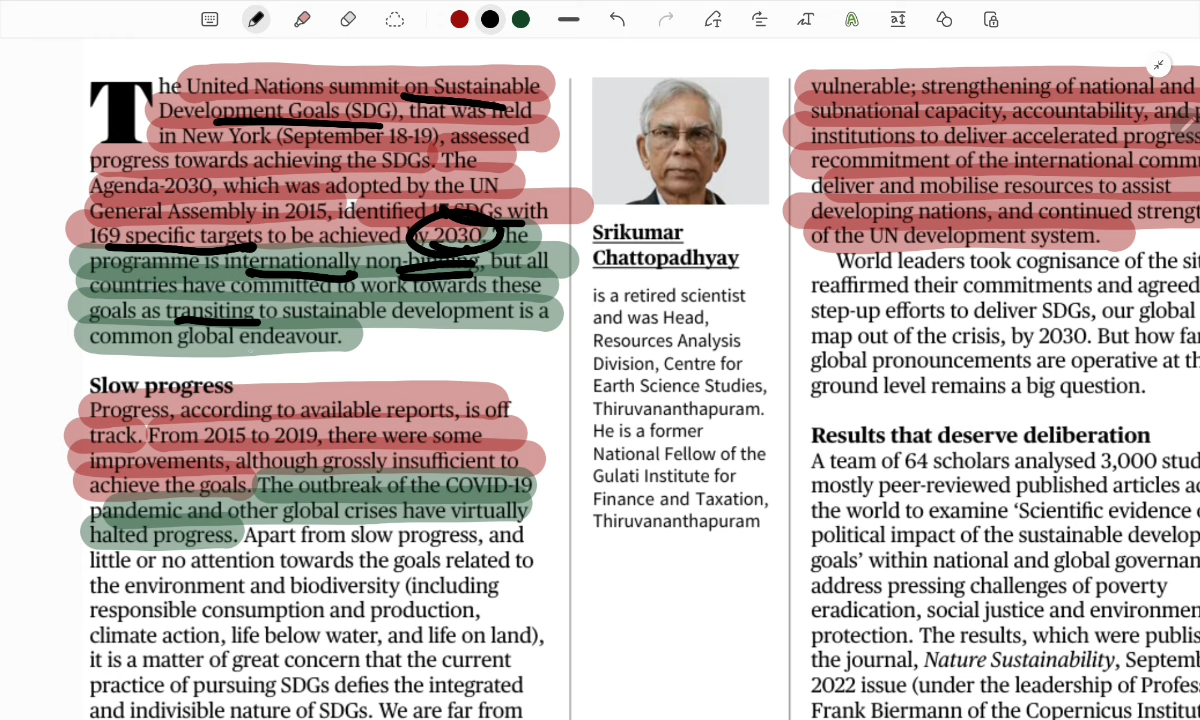 The United Nations summit on Sustainable
Development Goals (SDG), that was held
in New York (September 18-19), assessed
progress towards achieving the SDGs. The
Agenda-2030, which was adopted by the UN
General Assembly in 2015, identified SDGs with
169 specific targets to be achieved by 2030. The
programme is internationally non-binding, but all
countries have committed to work towards these
goals as transiting to sustainable development is a
common global endeavour.
Slow progress
Progress, according to available reports, is off
track. From 2015 to 2019, there were some
improvements, although grossly insufficient to
achieve the goals. The outbreak of the COVID-19
pandemic and other global crises have virtually
halted progress. Apart from slow progress, and
little or no attention towards the goals related to
the environment and biodiversity (including
responsible consumption and production,
climate action, life below water, and life on land),
it is a matter of great concern that the current
practice of pursuing SDGs defies the integrated
and indivisible nature of SDGs. We are far from
Srikumar
Chattopadhyay
is a retired scientist
and was Head,
Resources Analysis
Division, Centre for
Earth Science Studies,
Thiruvananthapuram.
He is a former
National Fellow of the
Gulati Institute for
Finance and Taxation,
Thiruvananthapuram
vulnerable; strengthening of national and
subnational capacity, accountability, and
institutions to deliver accelerated progress
recommitment of the international comm
deliver and mobilise resources to assist
developing nations, and continued strengt
of the UN development system.
World leaders took cognisance of the sit
reaffirmed their commitments and agreed
step-up efforts to deliver SDGs, our global
map out of the crisis, by 2030. But how far
global pronouncements are operative at th
ground level remains a big question.
Results that deserve deliberation
A team of 64 scholars analysed 3,000 stud
mostly peer-reviewed published articles ac
the world to examine ‘Scientific evidence o
political impact of the sustainable develop
goals’ within national and global governan
address pressing challenges of poverty
eradication, social justice and environmen
protection. The results, which were publis
the journal, Nature Sustainability, Septemb
2022 issue (under the leadership of Profes
Frank Biermann of the Copernicus Institut